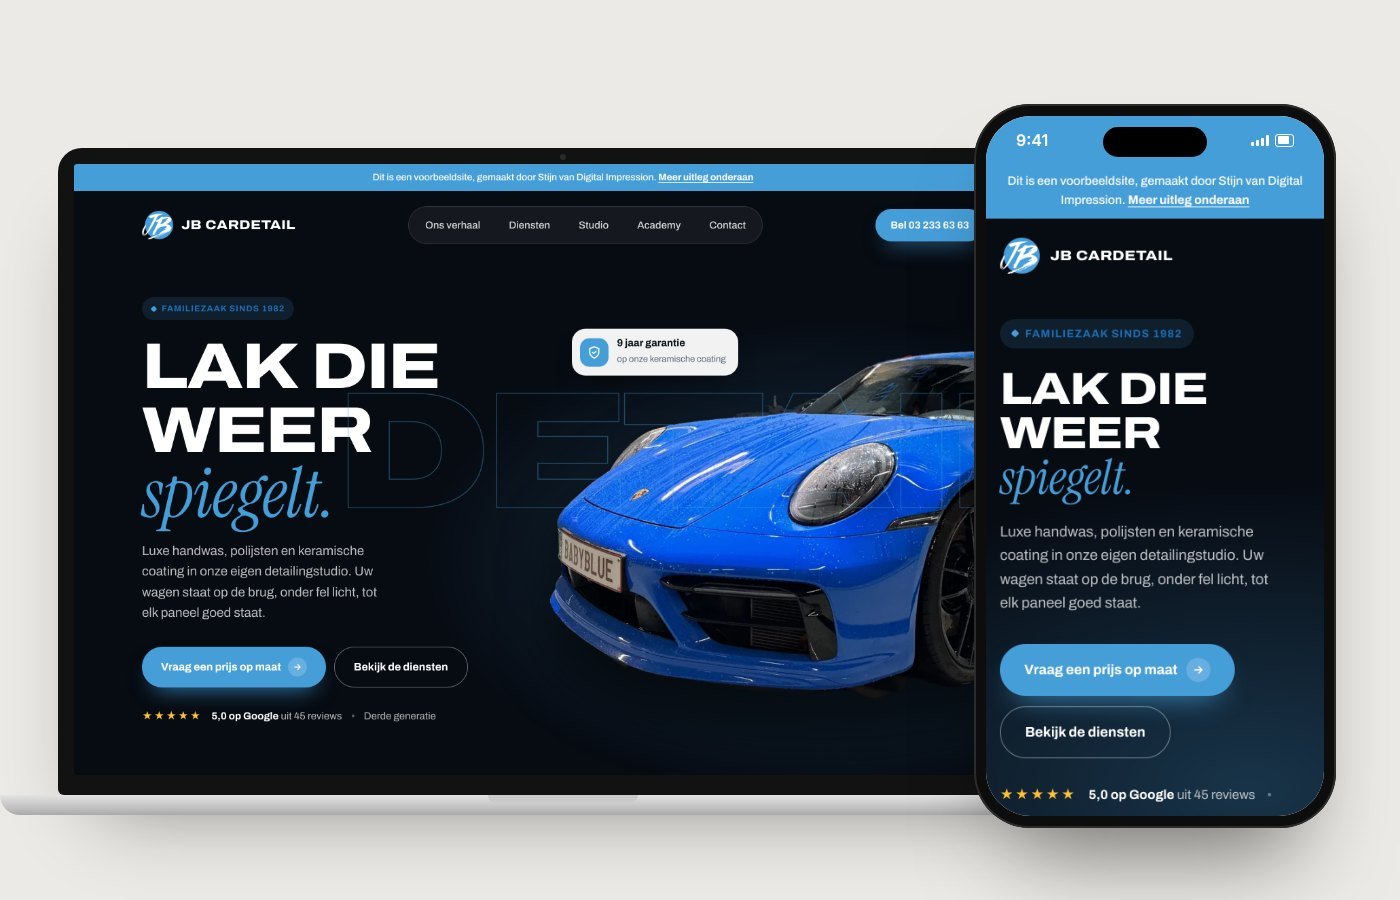 Dit is een voorbeeldsite, gemaakt door Stijn van Digital Impression. Meer uitleg onderaan
JB JB CARDETAIL
Ons verhaal
Diensten
Studio
Academy
Contact
Bel 03 233 63 63
FAMILIEZAAK SINDS 1982
LAK DIE
WEER
spiegelt.
Luxe handwas, polijsten en keramische
coating in onze eigen detailingstudio. Uw
wagen staat op de brug, onder fel licht, tot
elk paneel goed staat.
Vraag een prijs op maat
Bekijk de diensten
★★★★★ 5,0 op Google uit 45 reviews • Derde generatie
9 jaar garantie
op onze keramische coating
DETAI
BABYBLUE
9:41
Dit is een voorbeeldsite, gemaakt door Stijn van Digital
Impression. Meer uitleg onderaan
JB JB CARDETAIL
FAMILIEZAAK SINDS 1982
LAK DIE
WEER
spiegelt.
Luxe handwas, polijsten en keramische
coating in onze eigen detailingstudio. Uw
wagen staat op de brug, onder fel licht, tot
elk paneel goed staat.
Vraag een prijs op maat
Bekijk de diensten
★★★★★ 5,0 op Google uit 45 reviews •